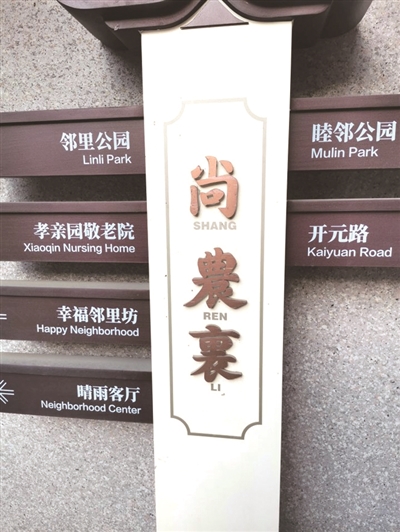 邻里公园
Linli Park
睦邻公园
Mulin Park
孝亲园敬老院
Xiaoqin Nursing Home
开元路
Kaiyuan Road
幸福邻里坊
Happy Neighborhood
晴雨客厅
Neighborhood Center
尚
SHANG
農
REN
裏
LI